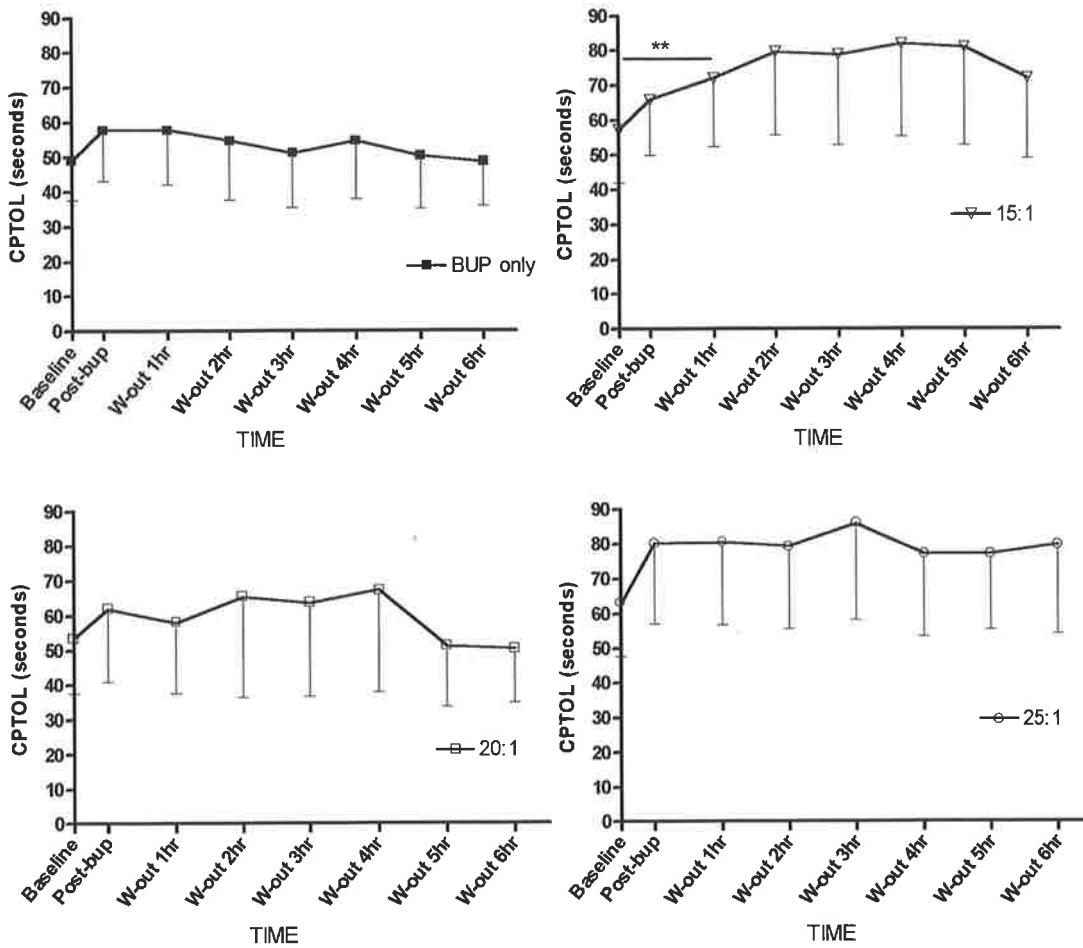 90
80
70
60
50
40
30
20
10
0
CPTOL (seconds)
BUP only
Baseline
Post-bup
W-out 1hr
W-out 2hr
W-out 3hr
W-out 4hr
W-out 5hr
W-out 6hr
TIME
90
80
70
60
50
40
30
20
10
0
CPTOL (seconds)
**
15:1
Baseline
Post-bup
W-out 1hr
W-out 2hr
W-out 3hr
W-out 4hr
W-out 5hr
W-out 6hr
TIME
90
80
70
60
50
40
30
20
10
0
CPTOL (seconds)
20:1
Baseline
Post-bup
W-out 1hr
W-out 2hr
W-out 3hr
W-out 4hr
W-out 5hr
W-out 6hr
TIME
90
80
70
60
50
40
30
20
10
0
CPTOL (seconds)
25:1
Baseline
Post-bup
W-out 1hr
W-out 2hr
W-out 3hr
W-out 4hr
W-out 5hr
W-out 6hr
TIME